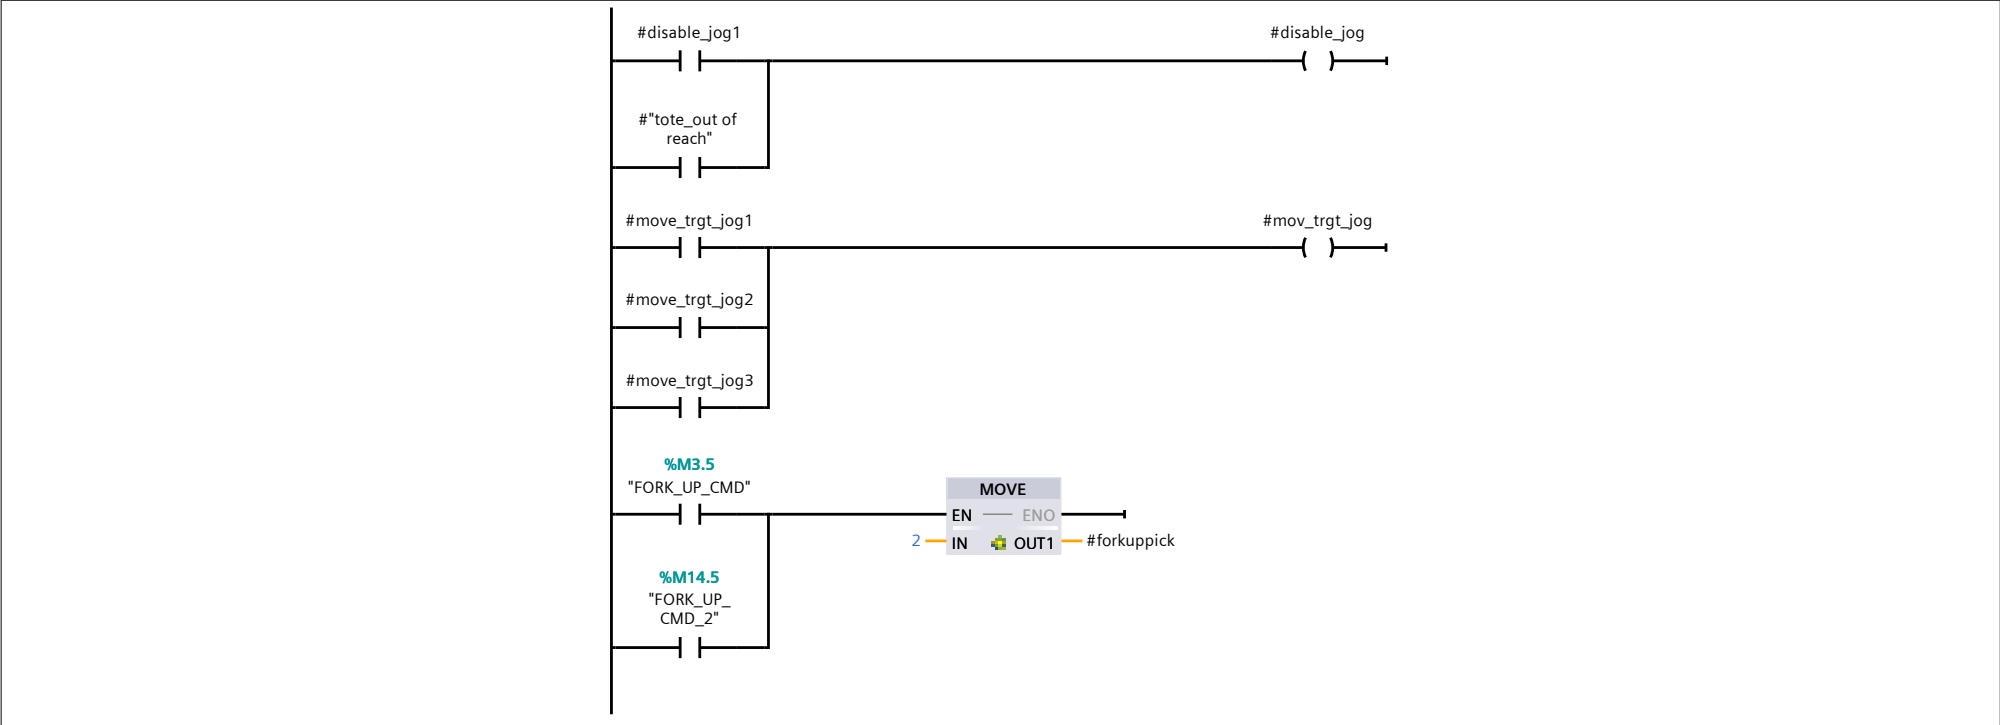 #disable_jog1
#disable_jog
#"tote_out of
reach"
#move_trgt_jog1
#mov_trgt_jog
#move_trgt_jog2
#move_trgt_jog3
%M3.5
"FORK_UP_CMD"
MOVE
EN
ENO
2
IN
OUT1
#forkuppick
%M14.5
"FORK_UP_
CMD_2"